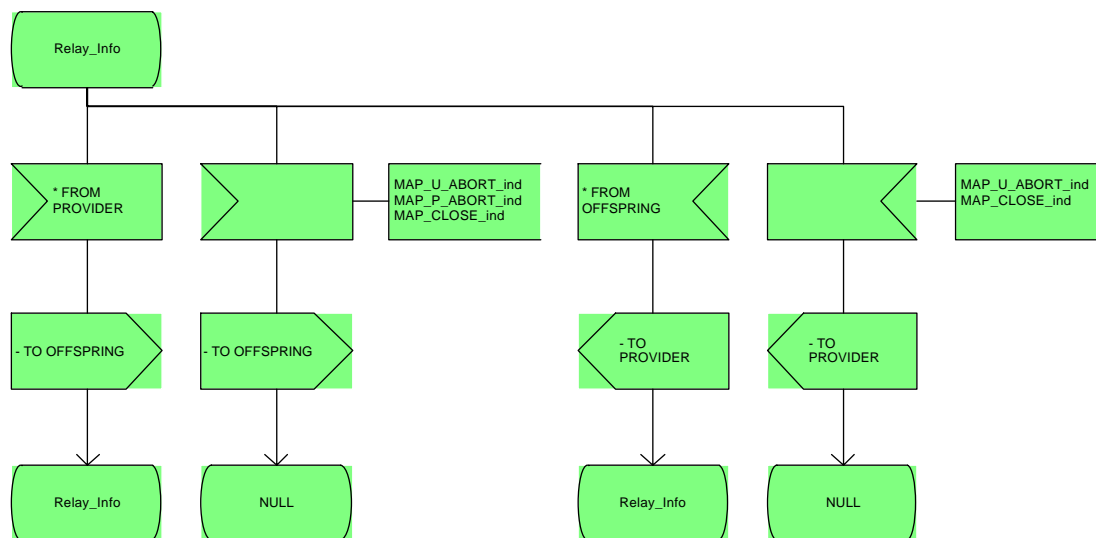 Relay_Info
* FROM
PROVIDER
MAP_U_ABORT_ind
MAP_P_ABORT_ind
MAP_CLOSE_ind
* FROM
OFFSPRING
MAP_U_ABORT_ind
MAP_CLOSE_ind
- TO OFFSPRING
- TO OFFSPRING
- TO
PROVIDER
- TO
PROVIDER
Relay_Info
NULL
Relay_Info
NULL